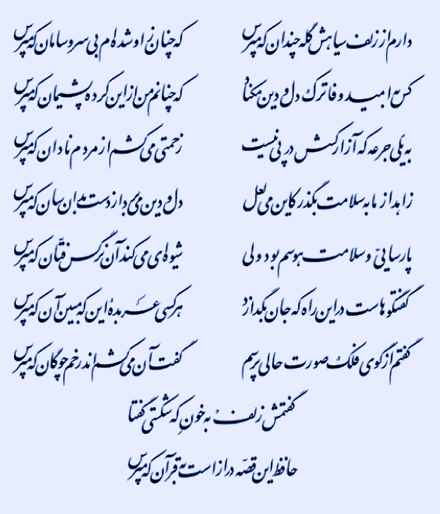 دارم از زلف سیاهش گله چندان که مپرس که چنان ز او شده‌ام بی سر و سامان که مپرس
کس به امید وفا ترک دل و دین مکناد که چنانم من از این کرده پشیمان که مپرس
به یکی جرعه که آزار کسش در پی نیست زحمتی می‌کشم از مردم نادان که مپرس
زاهد از ما به سلامت بگذر کاین می لعل دل و دین می‌برد از دست بدان سان که مپرس
پارسایی و سلامت هوسم بود ولی شیوه‌ای می‌کند آن نرگس فتان که مپرس
گفتگوهاست در این راه که جان بگدازد هر کسی عربده‌ای این که مبین آن که مپرس
گفتم از گوی فلک صورت حالی پرسم گفت آن می‌کشم اندر خم چوگان که مپرس
گفتمش زلف به خون که شکستی گفتا
حافظ این قصه دراز است به قرآن که مپرس